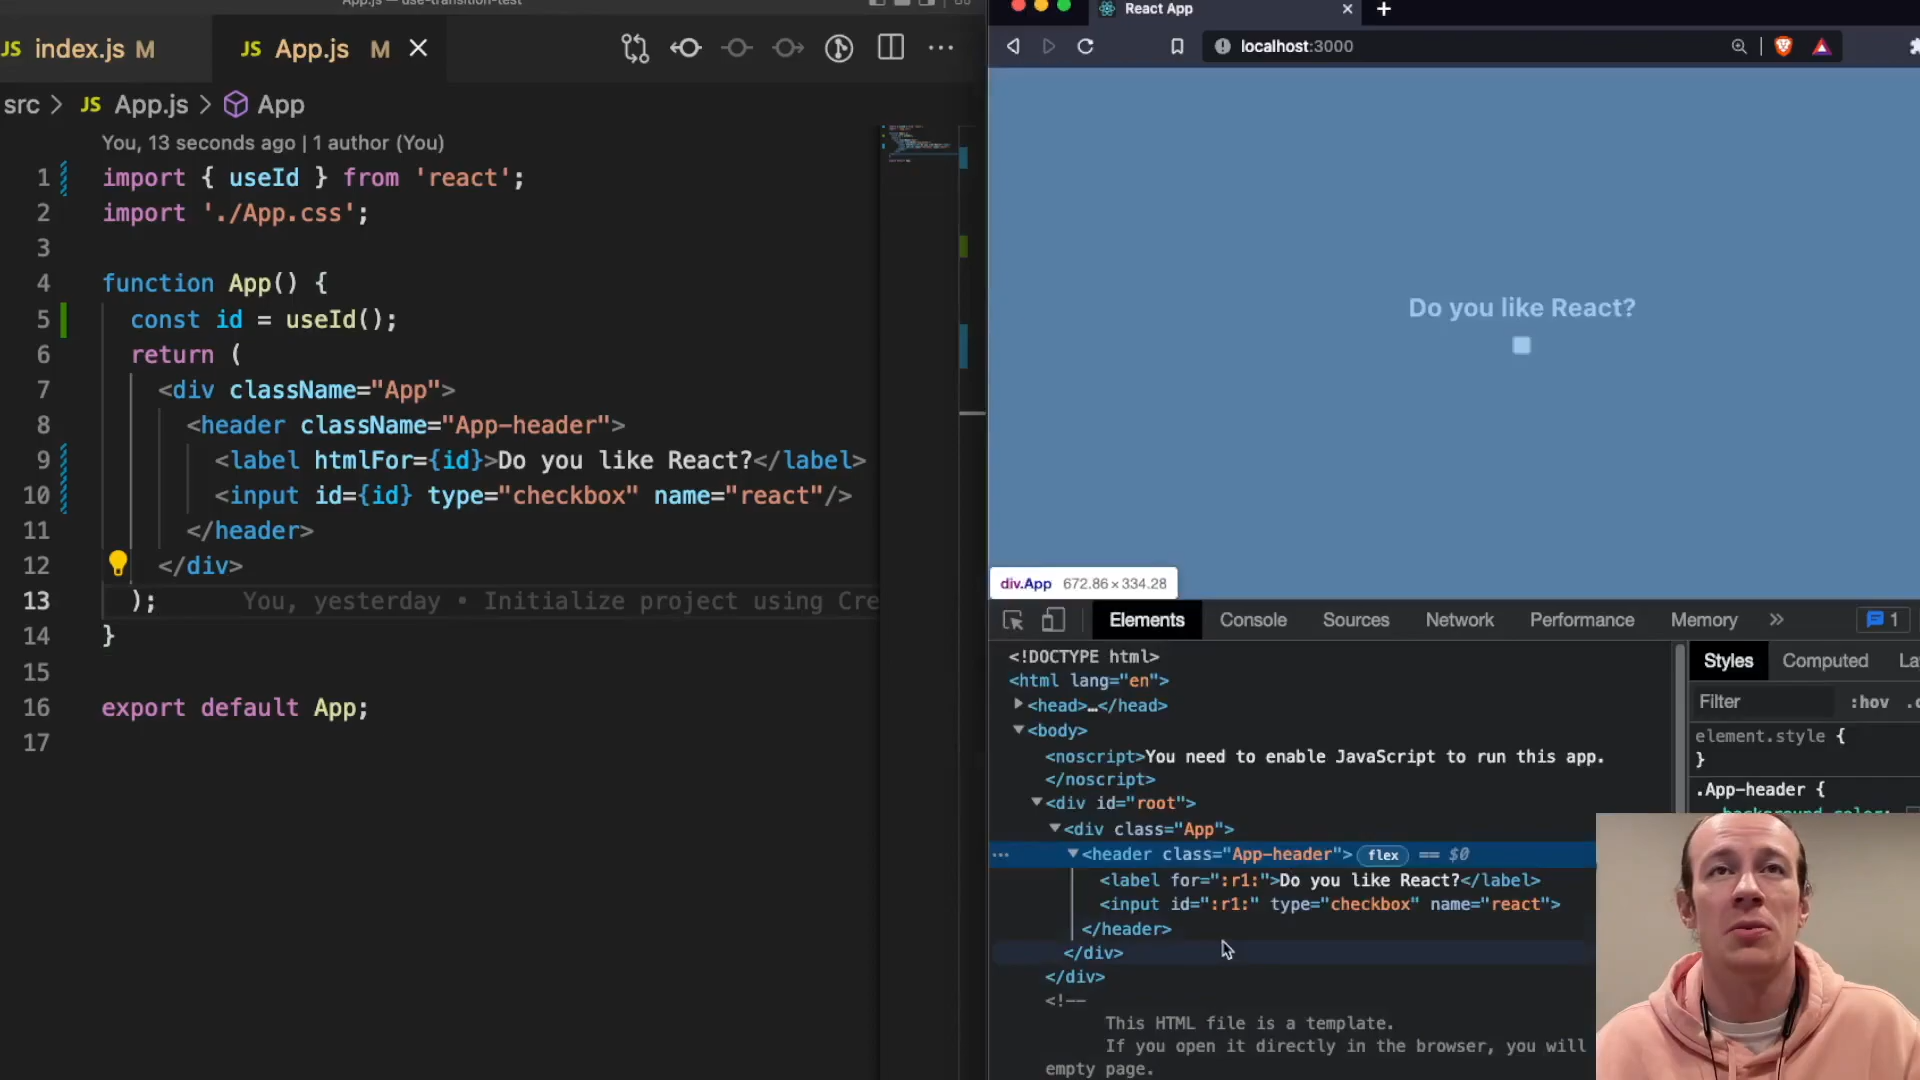 App.js — use-transition-test
JS index.js M
JS App.js M
src > JS App.js > App
You, 13 seconds ago | 1 author (You)
1 import { useId } from 'react';
2 import './App.css';
3
4 function App() {
5 const id = useId();
6 return (
7 <div className="App">
8 <header className="App-header">
9 <label htmlFor={id}>Do you like React?</label>
10 <input id={id} type="checkbox" name="react"/>
11 </header>
12 </div>
13 ); You, yesterday • Initialize project using Cre
14 }
15
16 export default App;
17
React App
localhost:3000
Do you like React?
div.App 672.86×334.28
Elements Console Sources Network Performance Memory » 1
<!DOCTYPE html>
<html lang="en">
<head>…</head>
<body>
<noscript>You need to enable JavaScript to run this app.
</noscript>
<div id="root">
<div class="App">
<header class="App-header"> flex == $0
<label for=":r1:">Do you like React?</label>
<input id=":r1:" type="checkbox" name="react">
</header>
</div>
</div>
<!--
This HTML file is a template.
If you open it directly in the browser, you will
empty page.
Styles Computed La
Filter :hov .c
element.style {
}
.App-header {
background-color: